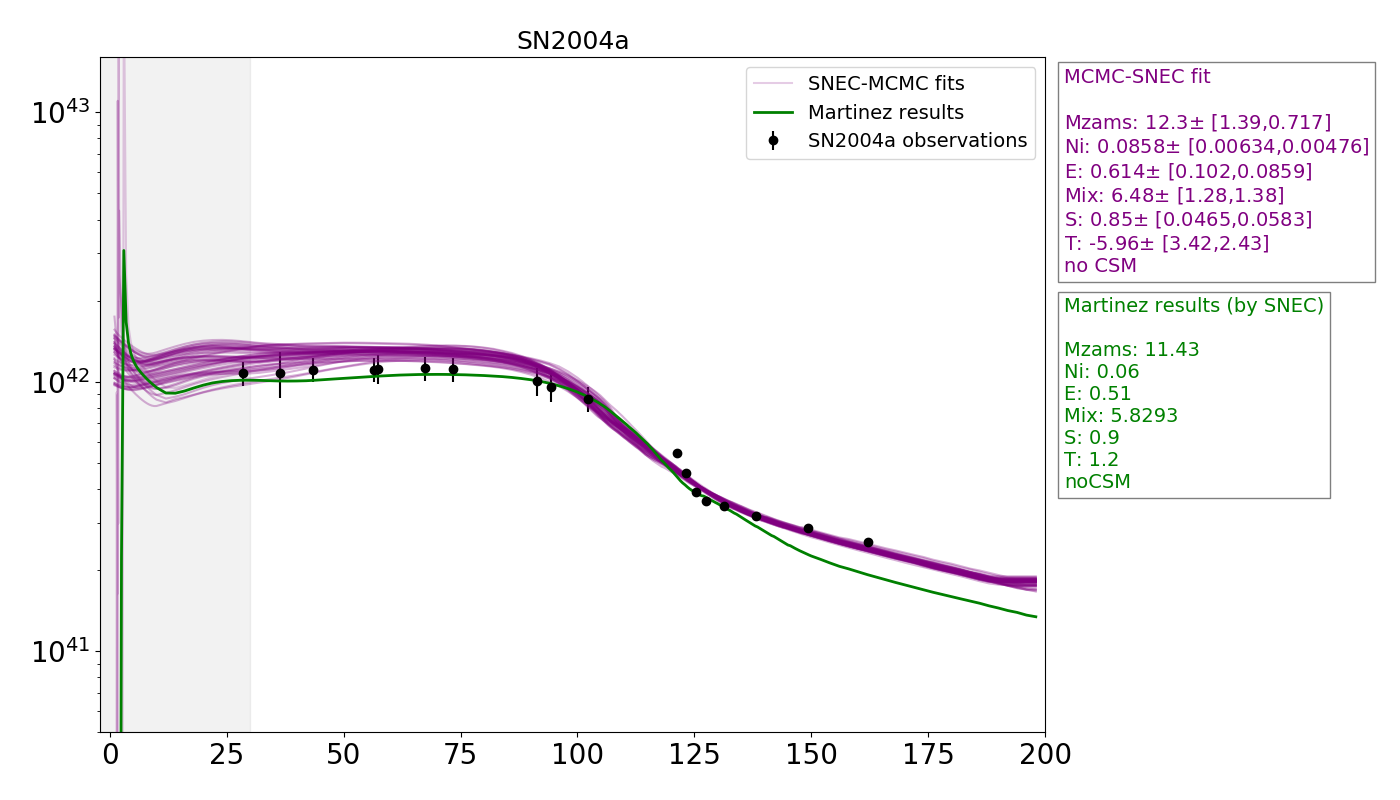 SN2004a
10^43
10^42
10^41
0 25 50 75 100 125 150 175 200
SNEC-MCMC fits
Martinez results
SN2004a observations
MCMC-SNEC fit
Mzams: 12.3± [1.39,0.717]
Ni: 0.0858± [0.00634,0.00476]
E: 0.614± [0.102,0.0859]
Mix: 6.48± [1.28,1.38]
S: 0.85± [0.0465,0.0583]
T: -5.96± [3.42,2.43]
no CSM
Martinez results (by SNEC)
Mzams: 11.43
Ni: 0.06
E: 0.51
Mix: 5.8293
S: 0.9
T: 1.2
noCSM